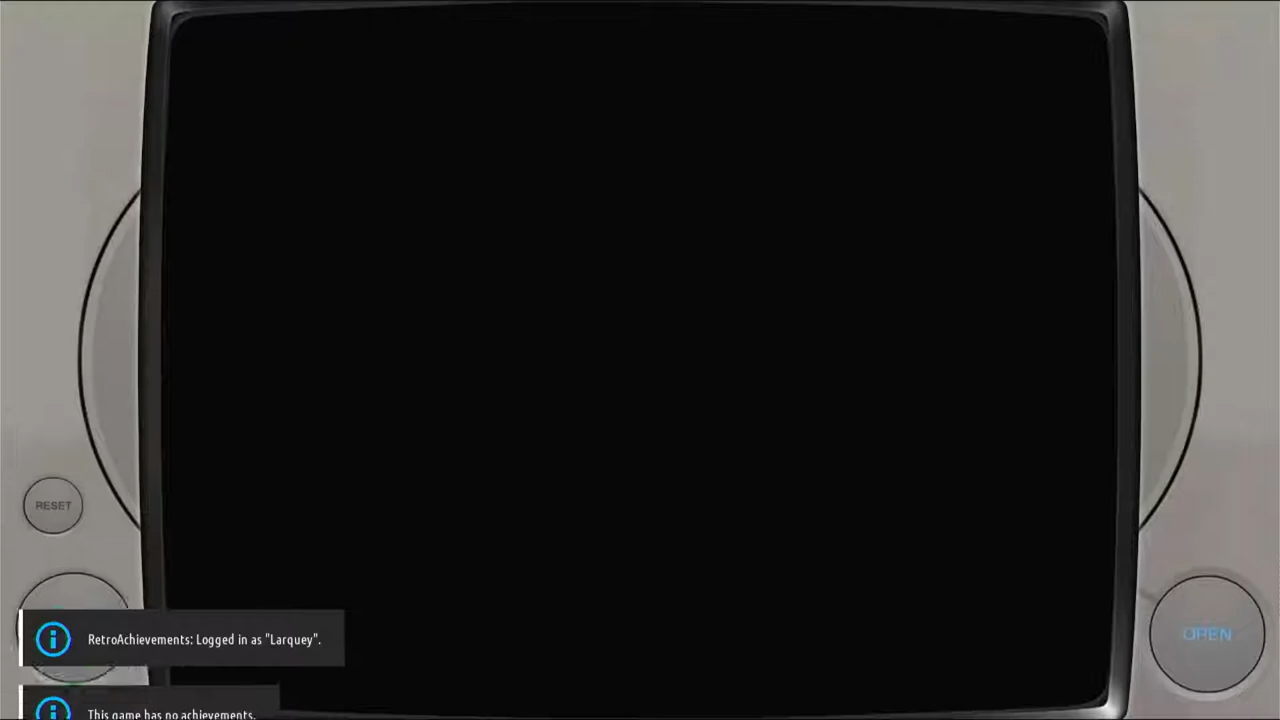 RESET
RetroAchievements: Logged in as "Larquey".
OPEN
This game has no achievements.